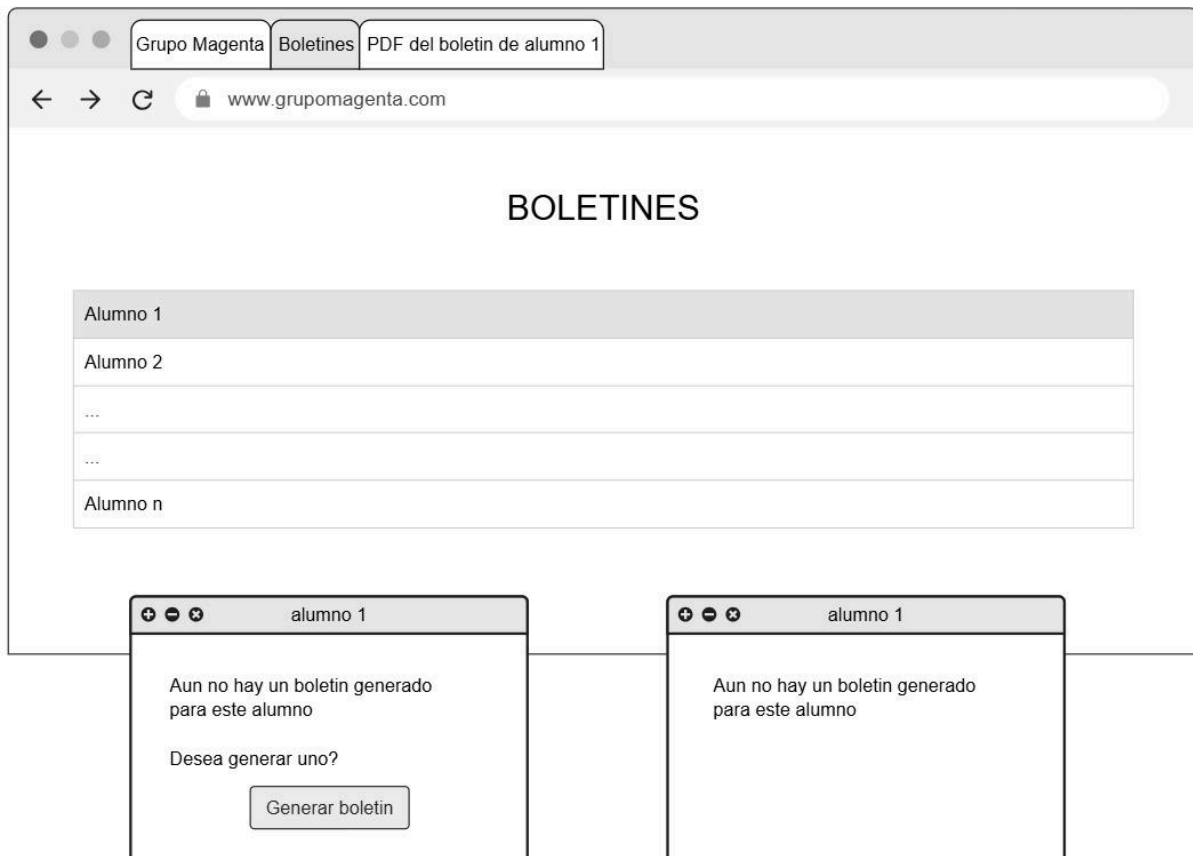 Grupo Magenta
Boletines
PDF del boletin de alumno 1
www.grupomagenta.com
BOLETINES
Alumno 1
Alumno 2
...
...
Alumno n
alumno 1
Aun no hay un boletin generado
para este alumno
Desea generar uno?
Generar boletin
alumno 1
Aun no hay un boletin generado
para este alumno